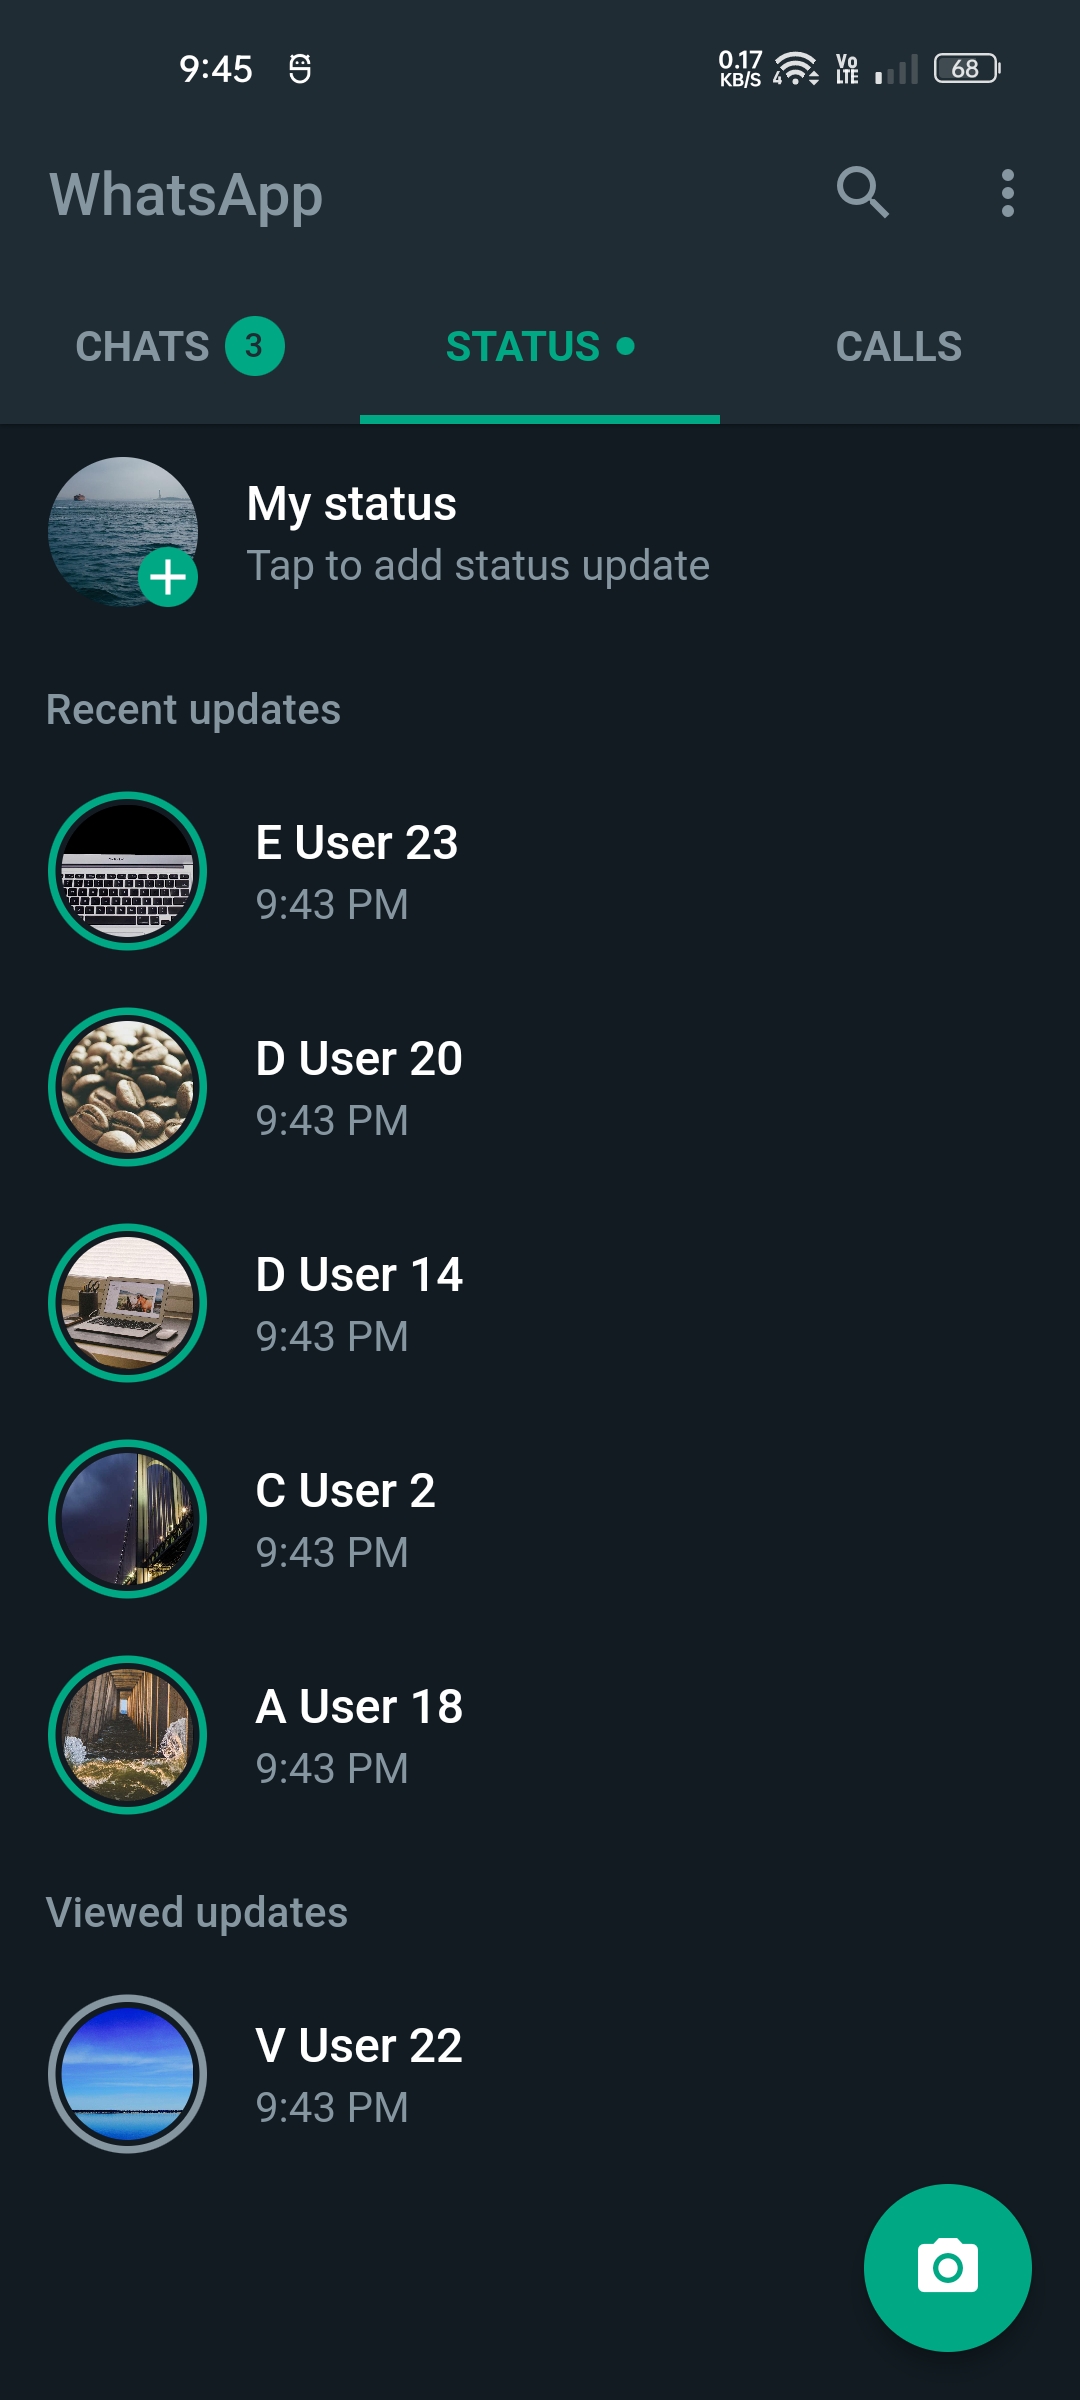 9:45
0.17 KB/S
4
Vo LTE
68
WhatsApp
CHATS 3
STATUS
CALLS
My status
Tap to add status update
Recent updates
E User 23
9:43 PM
D User 20
9:43 PM
D User 14
9:43 PM
C User 2
9:43 PM
A User 18
9:43 PM
Viewed updates
V User 22
9:43 PM